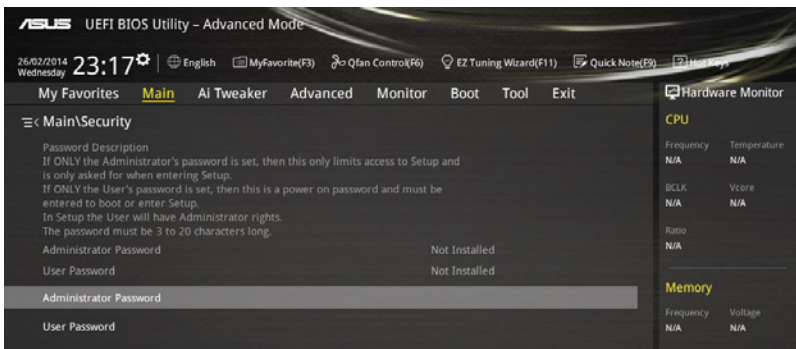 ASUS UEFI BIOS Utility – Advanced Mode
26/02/2014
Wednesday
23:17
English
MyFavorite(F3)
Qfan Control(F6)
EZ Tuning Wizard(F11)
Quick Note(F9)
Hot Keys
My Favorites Main Ai Tweaker Advanced Monitor Boot Tool Exit
Main\Security
Password Description
If ONLY the Administrator's password is set, then this only limits access to Setup and
is only asked for when entering Setup.
If ONLY the User's password is set, then this is a power on password and must be
entered to boot or enter Setup.
In Setup the User will have Administrator rights.
The password must be 3 to 20 characters long.
Administrator Password Not Installed
User Password Not Installed
Administrator Password
User Password
Hardware Monitor
CPU
Frequency Temperature
N/A N/A
BCLK Vcore
N/A N/A
Ratio
N/A
Memory
Frequency Voltage
N/A N/A